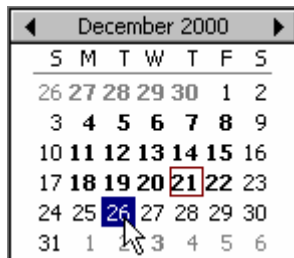 December 2000
S M T W T F S
26 27 28 29 30 1 2
3 4 5 6 7 8 9
10 11 12 13 14 15 16
17 18 19 20 21 22 23
24 25 26 27 28 29 30
31 1 2 3 4 5 6